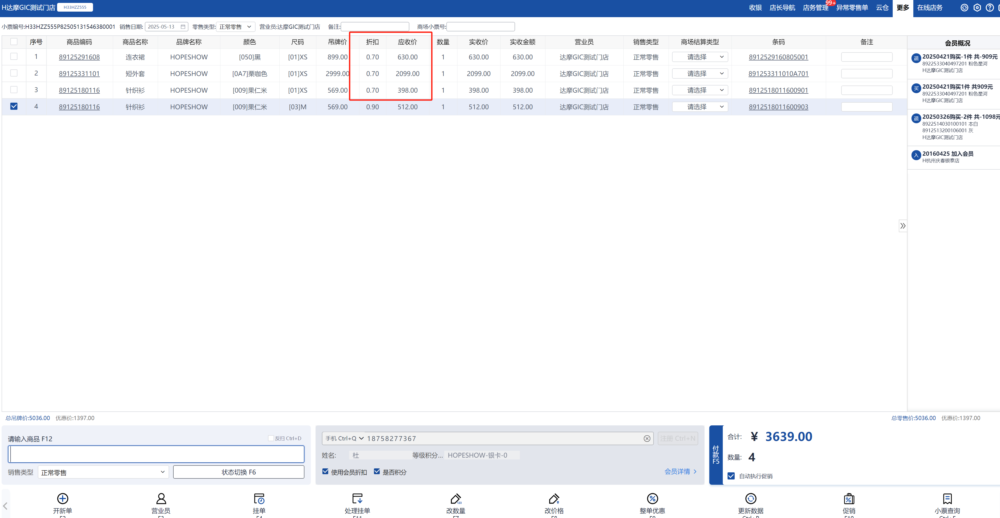 H达摩GIC测试门店 H33HZZ555 收银 店长导航 店务管理 99+ 异常零售单 云仓 更多 在线店务
小票编号:H33HZZ555P82505131546380001 销售日期: 2025-05-13 零售类型: 正常零售 营业员:达摩GIC测试门店 备注: 商场小票号:
序号 商品编码 商品名称 品牌名称 颜色 尺码 吊牌价 折扣 应收价 数量 实收价 实收金额 营业员 销售类型 商场结算类型 条码 备注
1 89125291608 连衣裙 HOPESHOW [050]黑 [01]XS 899.00 0.70 630.00 1 630.00 630.00 达摩GIC测试门店 正常零售 请选择 8912529160805001
2 89125331101 短外套 HOPESHOW [0A7]栗咖色 [01]XS 2999.00 0.70 2099.00 1 2099.00 2099.00 达摩GIC测试门店 正常零售 请选择 891253311010A701
3 89125180116 针织衫 HOPESHOW [009]果仁米 [01]XS 569.00 0.70 398.00 1 398.00 398.00 达摩GIC测试门店 正常零售 请选择 8912518011600901
4 89125180116 针织衫 HOPESHOW [009]果仁米 [03]M 569.00 0.90 512.00 1 512.00 512.00 达摩GIC测试门店 正常零售 请选择 8912518011600903
会员概况
退 20250421购买-1件 共-909元
8922533040497201 粉色星河
H达摩GIC测试门店
买 20250421购买1件 共909元
8922533040497201 粉色星河
H达摩GIC测试门店
退 20250326购买-2件 共-1098元
8922514030100101 本白
8912513200106001 灰
H达摩GIC测试门店
入 20160425 加入会员
H杭州庆春银泰店
总吊牌价:5036.00 优惠价:1397.00 总零售价:5036.00 优惠价:1397.00
请输入商品 F12 反扫 Ctrl+D
销售类型 正常零售 状态切换 F6
手机 Ctrl+Q 18758277367 注册 Ctrl+N
姓名: 杜 等级积分... HOPESHOW-银卡-0
使用会员折扣 是否积分 会员详情
付款F5
合计: ¥ 3639.00
数量: 4
自动执行促销
开新单 营业员 挂单 处理挂单 改数量 改价格 整单优惠 更新数据 促销 小票查询
F2 F3 F4 F11 F7 F8 F9 F10